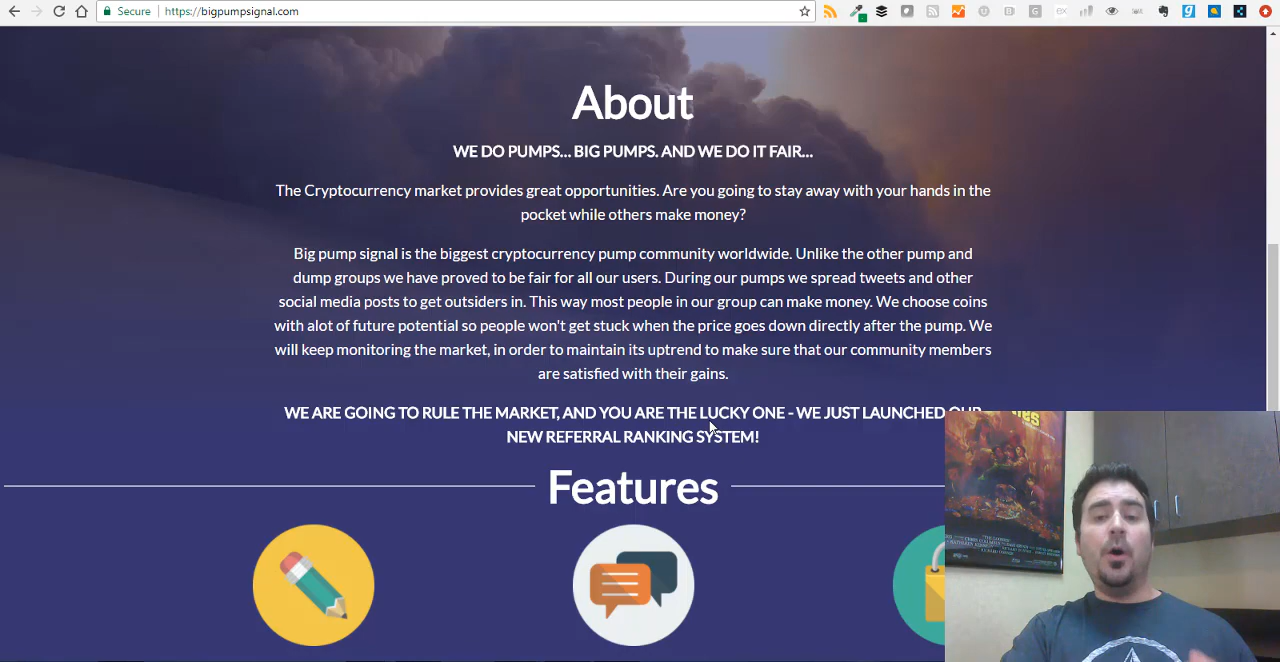 Secure
https://bigpumpsignal.com
About
WE DO PUMPS... BIG PUMPS. AND WE DO IT FAIR...
The Cryptocurrency market provides great opportunities. Are you going to stay away with your hands in the
pocket while others make money?
Big pump signal is the biggest cryptocurrency pump community worldwide. Unlike the other pump and
dump groups we have proved to be fair for all our users. During our pumps we spread tweets and other
social media posts to get outsiders in. This way most people in our group can make money. We choose coins
with alot of future potential so people won't get stuck when the price goes down directly after the pump. We
will keep monitoring the market, in order to maintain its uptrend to make sure that our community members
are satisfied with their gains.
WE ARE GOING TO RULE THE MARKET, AND YOU ARE THE LUCKY ONE - WE JUST LAUNCHED OUR
NEW REFERRAL RANKING SYSTEM!
Features